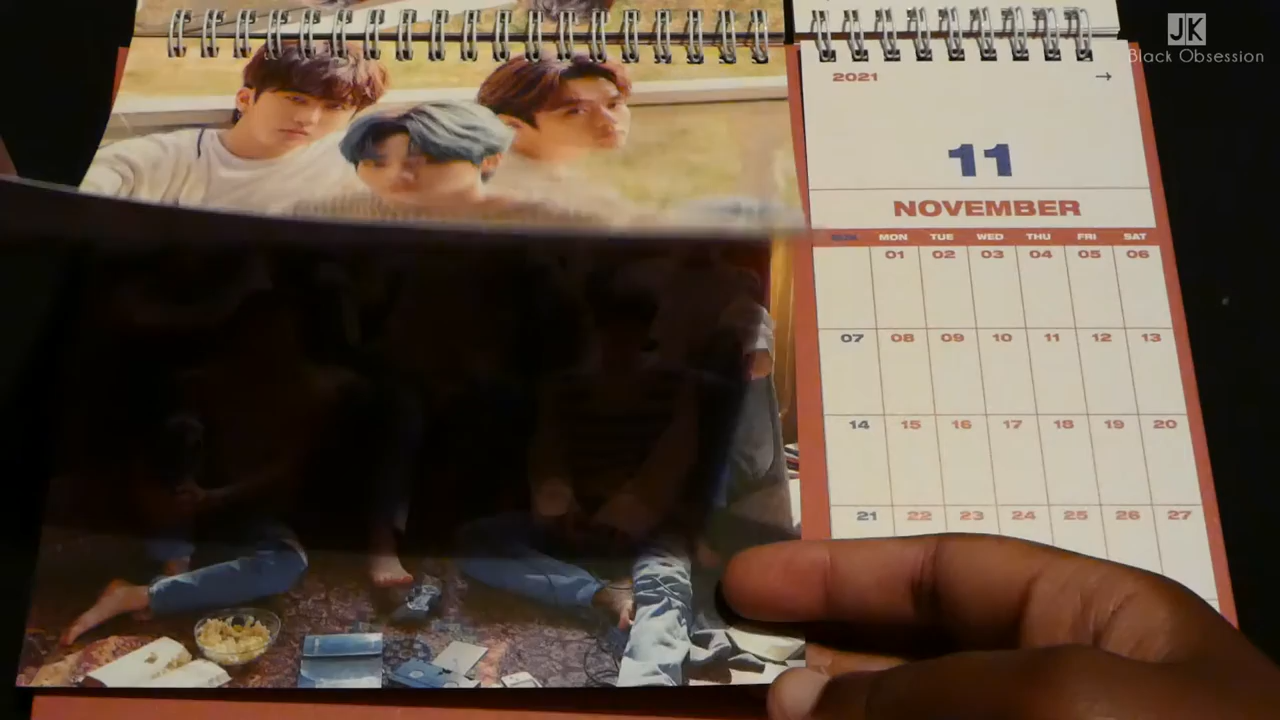 JK
Black Obsession
2021 →
11
NOVEMBER
SUN MON TUE WED THU FRI SAT
01 02 03 04 05 06
07 08 09 10 11 12 13
14 15 16 17 18 19 20
21 22 23 24 25 26 27